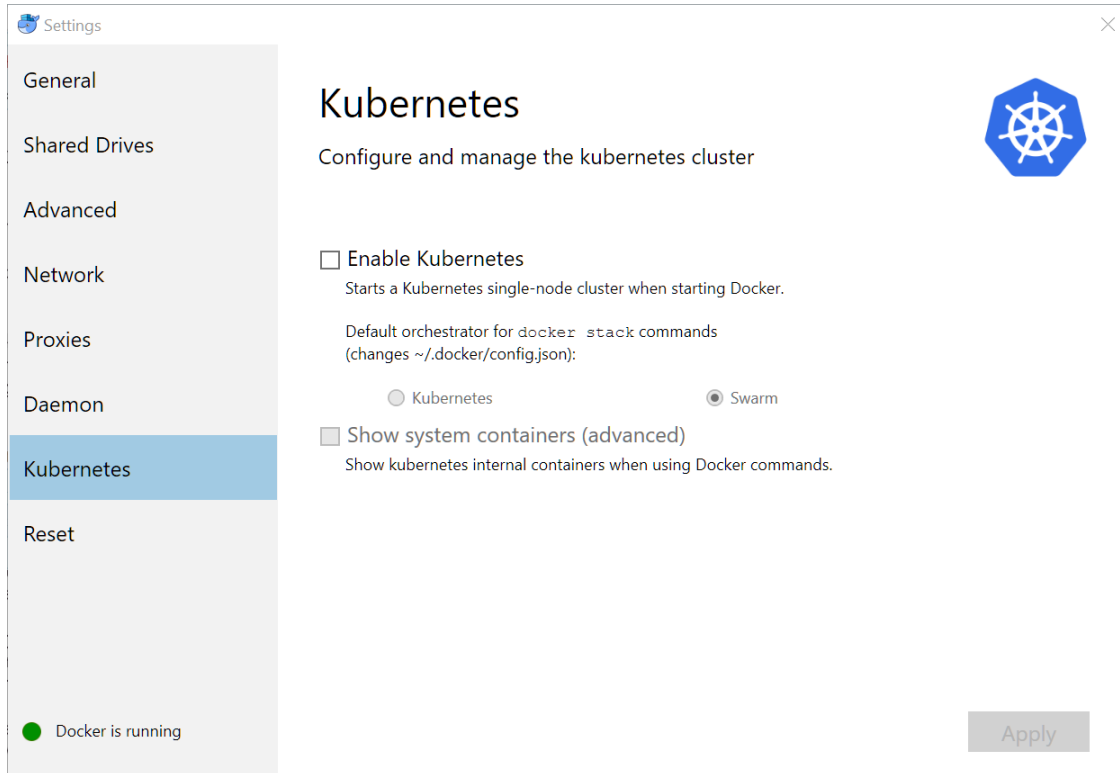 Settings
General
Shared Drives
Advanced
Network
Proxies
Daemon
Kubernetes
Reset
Docker is running
Kubernetes
Configure and manage the kubernetes cluster
Enable Kubernetes
Starts a Kubernetes single-node cluster when starting Docker.
Default orchestrator for docker stack commands
(changes ~/.docker/config.json):
Kubernetes Swarm
Show system containers (advanced)
Show kubernetes internal containers when using Docker commands.
Apply